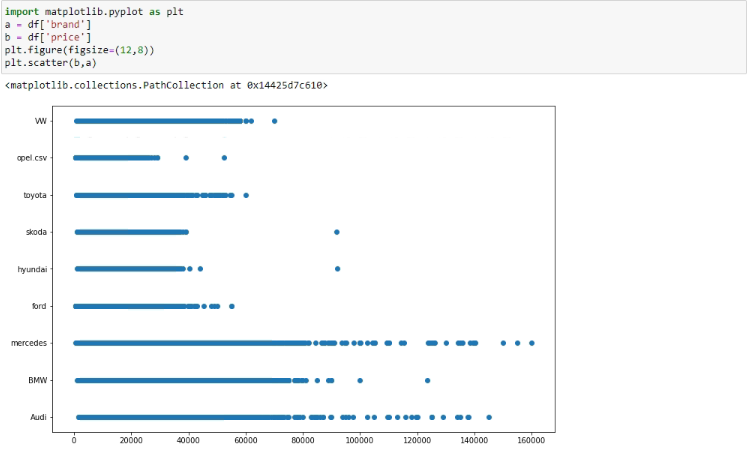 import matplotlib.pyplot as plt
a = df['brand']
b = df['price']
plt.figure(figsize=(12,8))
plt.scatter(b,a)
<matplotlib.collections.PathCollection at 0x14425d7c610>
VW
opel.csv
toyota
skoda
hyundai
ford
mercedes
BMW
Audi
0 20000 40000 60000 80000 100000 120000 140000 160000